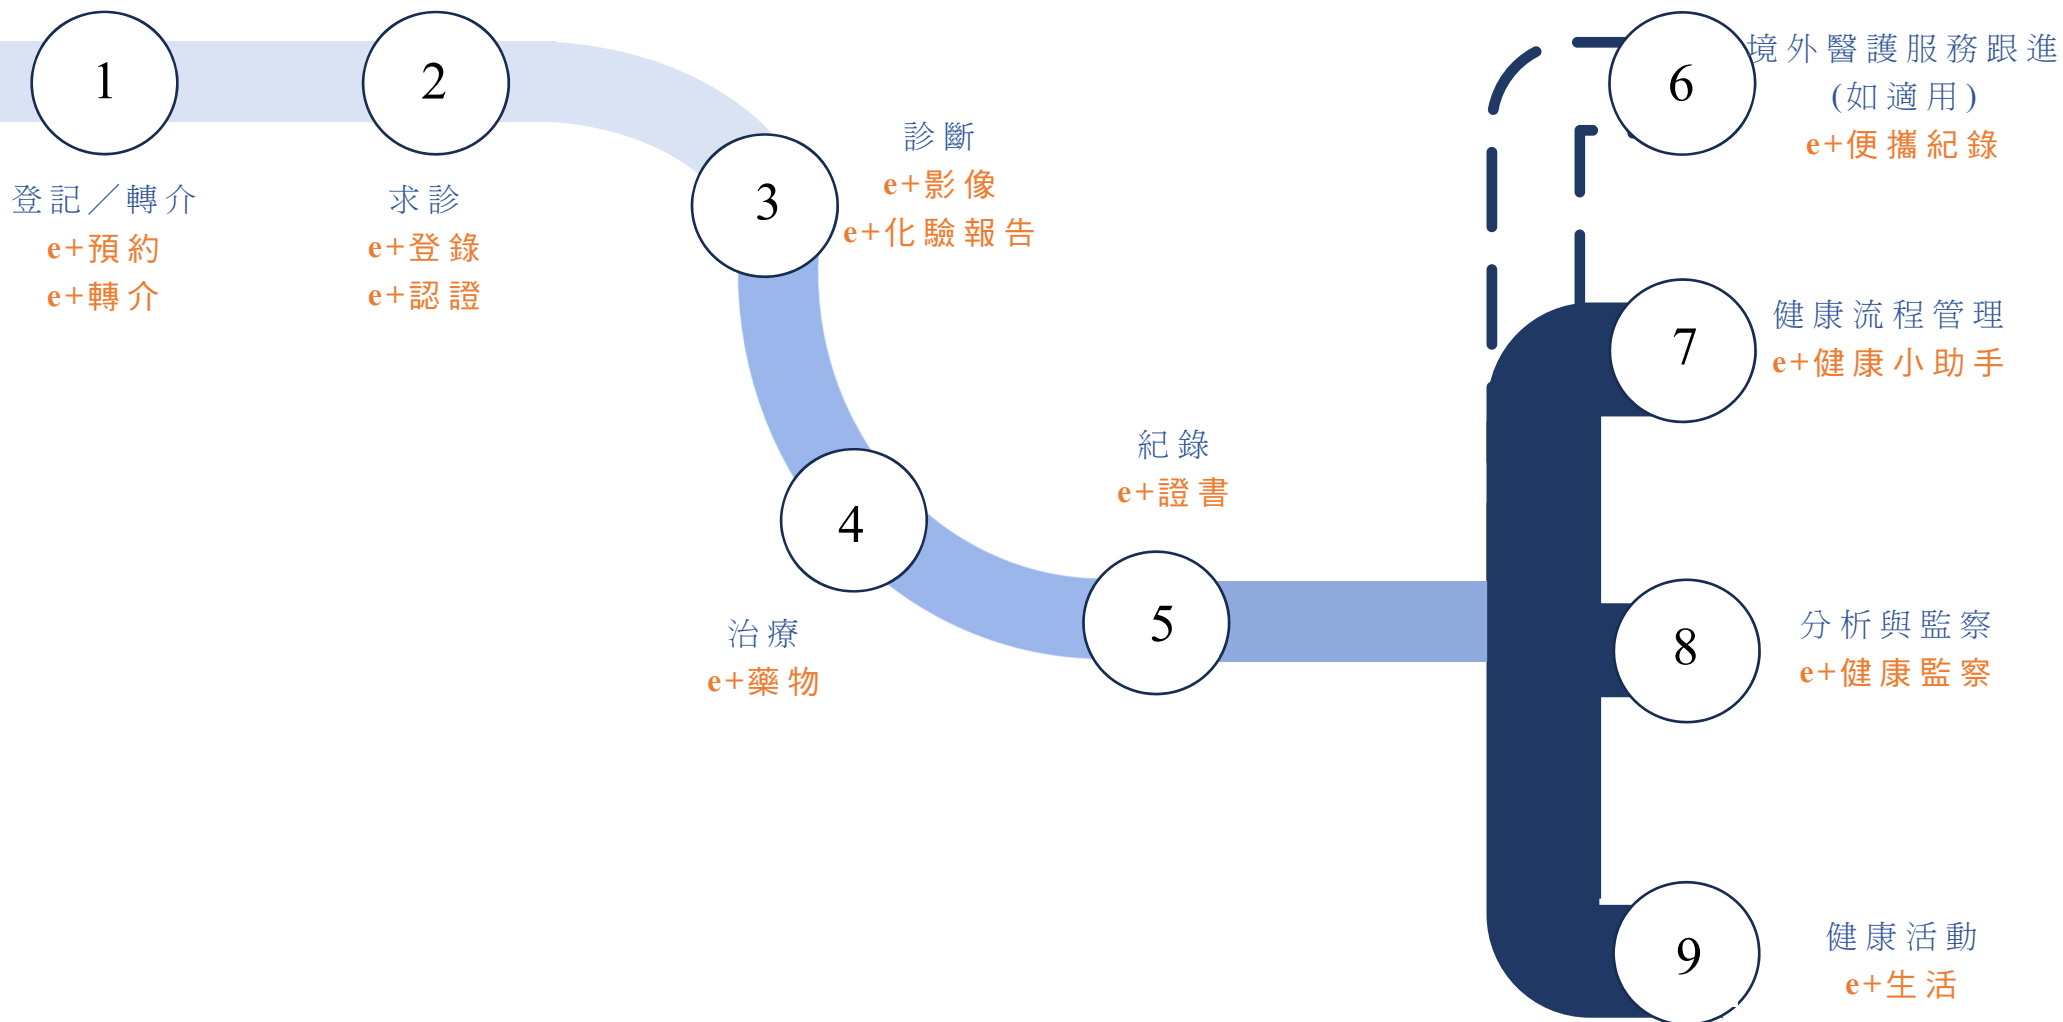 1
登記／轉介
e+預約
e+轉介
2
求診
e+登錄
e+認證
3
診斷
e+影像
e+化驗報告
4
治療
e+藥物
5
紀錄
e+證書
6
境外醫護服務跟進
(如適用)
e+便攜紀錄
7
健康流程管理
e+健康小助手
8
分析與監察
e+健康監察
9
健康活動
e+生活